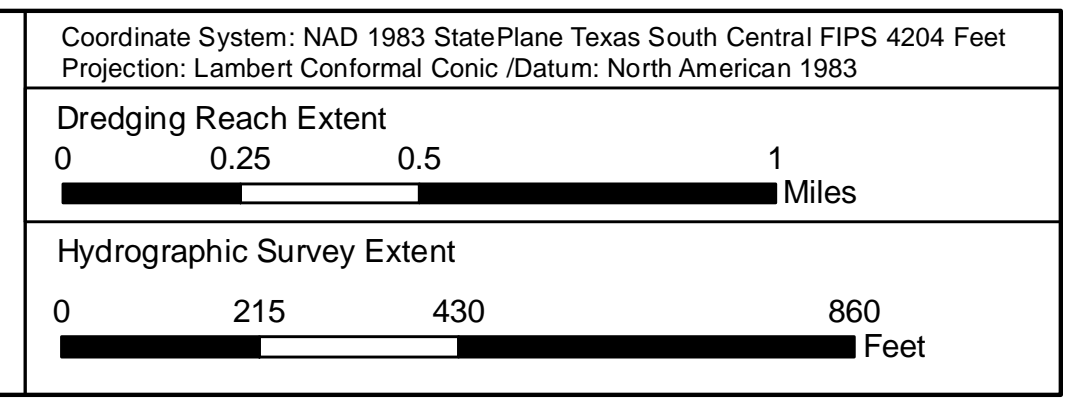 Coordinate System: NAD 1983 StatePlane Texas South Central FIPS 4204 Feet
Projection: Lambert Conformal Conic /Datum: North American 1983
Dredging Reach Extent
0 0.25 0.5 1
Miles
Hydrographic Survey Extent
0 215 430 860
Feet